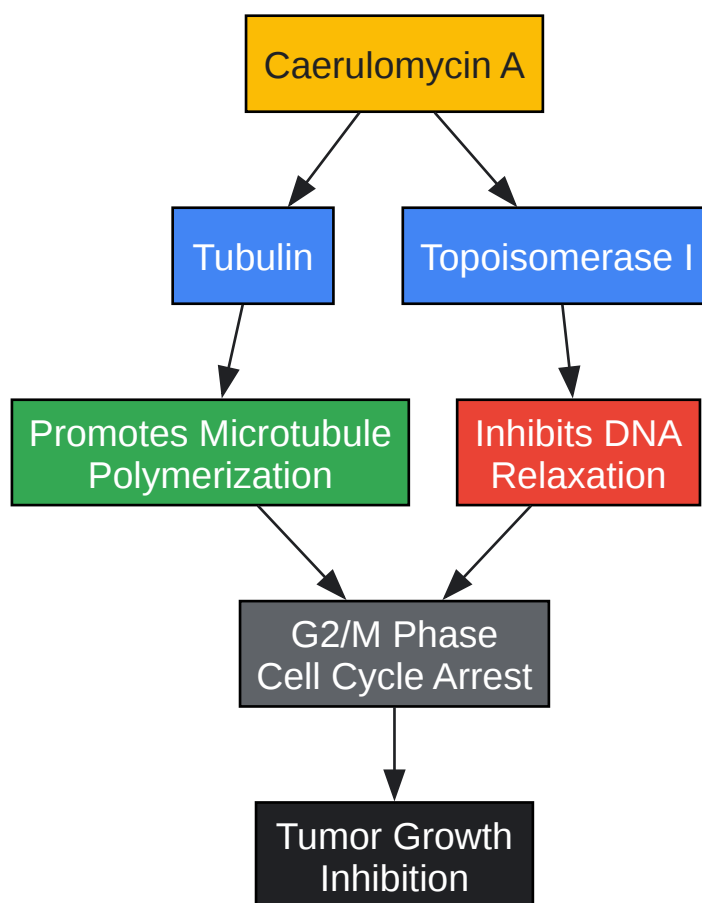 Caerulomycin A
Tubulin
Topoisomerase I
Promotes Microtubule
Polymerization
Inhibits DNA
Relaxation
G2/M Phase
Cell Cycle Arrest
Tumor Growth
Inhibition